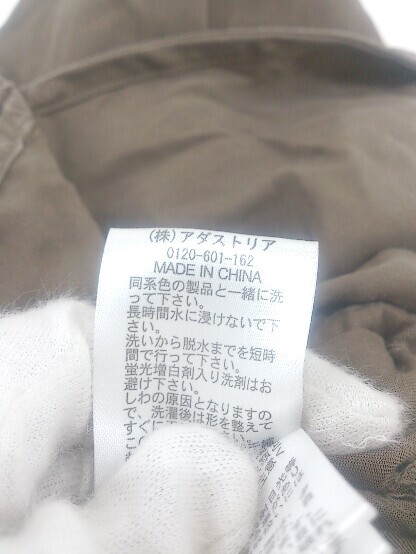 (株)アダストリア
0120-601-162
MADE IN CHINA
同系色の製品と一緒に洗
って下さい。
長時間水に浸けないで下
さい。
洗いから脱水までを短時
間で行って下さい。
蛍光増白剤入り洗剤はお
避け下さい。
しわの原因となりますの
で、洗濯後は形を整えて
すぐに